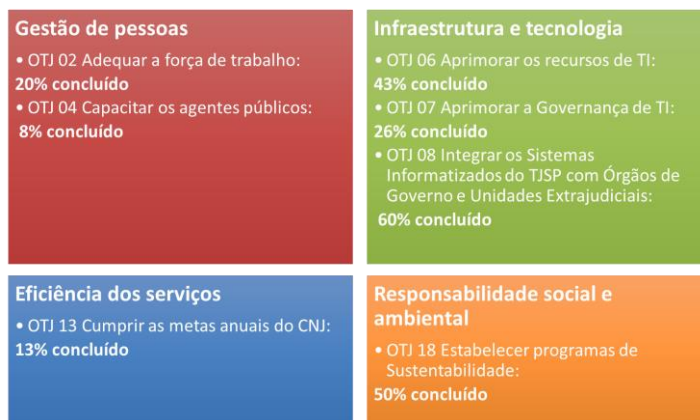 Gestão de pessoas
• OTJ 02 Adequar a força de trabalho:
20% concluído
• OTJ 04 Capacitar os agentes públicos:
8% concluído
Infraestrutura e tecnologia
• OTJ 06 Aprimorar os recursos de TI:
43% concluído
• OTJ 07 Aprimorar a Governança de TI:
26% concluído
• OTJ 08 Integrar os Sistemas
Informatizados do TJSP com Órgãos de
Governo e Unidades Extrajudiciais:
60% concluído
Eficiência dos serviços
• OTJ 13 Cumprir as metas anuais do CNJ:
13% concluído
Responsabilidade social e
ambiental
• OTJ 18 Estabelecer programas de
Sustentabilidade:
50% concluído